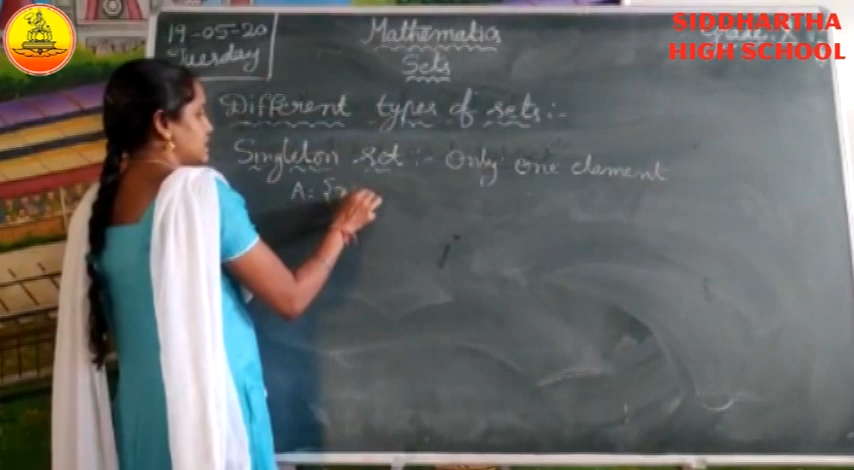 19-05-20
Tuesday
Mathematics
Sets
SIDDHARTHA
HIGH SCHOOL
Different types of sets:-
Singleton set :- Only one element
A = {x